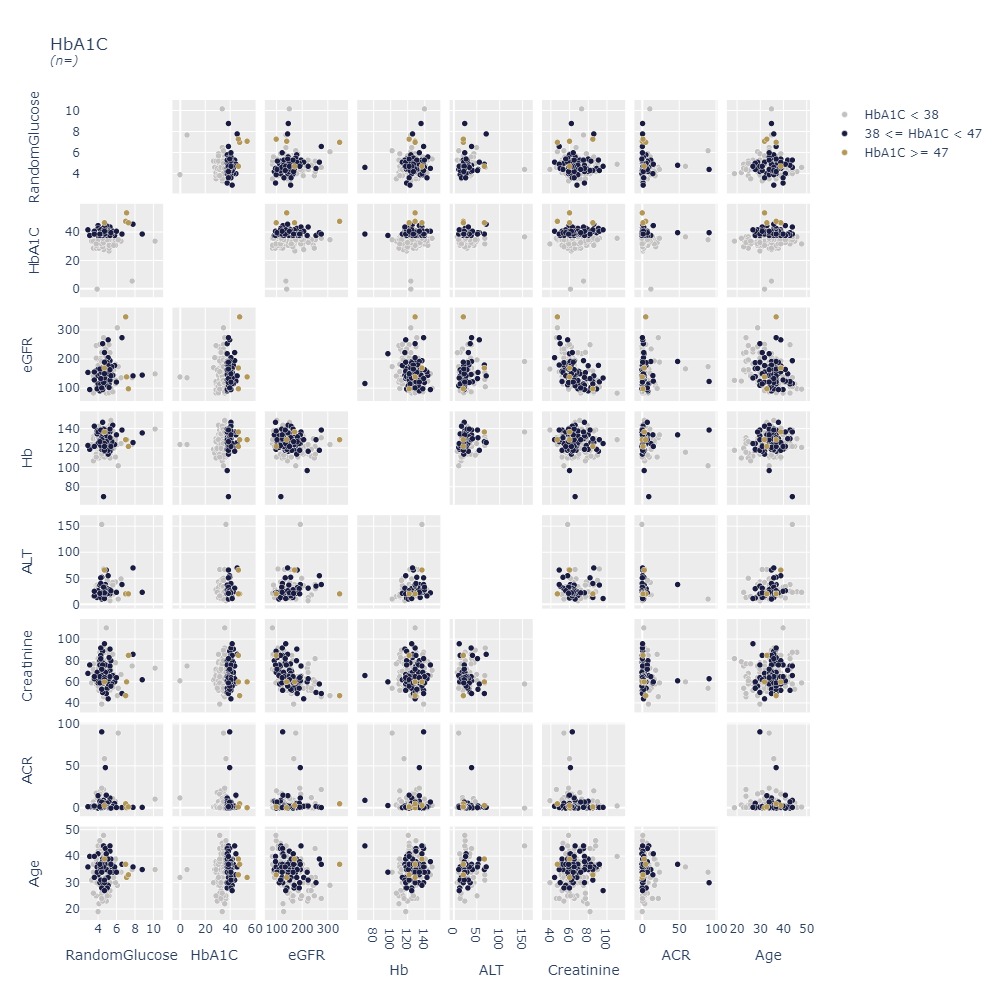 HbA1C
(n=)
HbA1C < 38
38 <= HbA1C < 47
HbA1C >= 47
RandomGlucose
10
8
6
4
HbA1C
40
20
0
eGFR
300
200
100
Hb
140
120
100
80
ALT
150
100
50
0
Creatinine
100
80
60
40
ACR
100
50
0
Age
50
40
30
20
4 6 8 10 0 20 40 60 100 200 300 80 100 120 140 0 50 100 150 40 60 80 100 0 50 100 20 30 40 50
RandomGlucose HbA1C eGFR Hb ALT Creatinine ACR Age